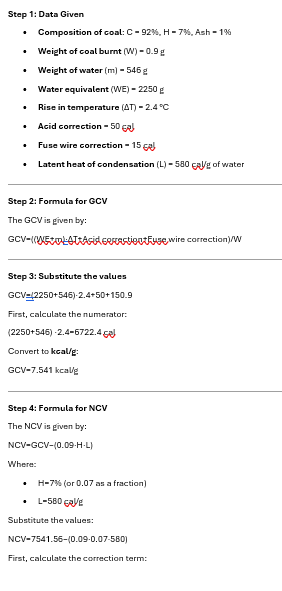 Step 1: Data Given
• Composition of coal: C = 92%, H = 7%, Ash = 1%
• Weight of coal burnt (W) = 0.9 g
• Weight of water (m) = 546 g
• Water equivalent (WE) = 2250 g
• Rise in temperature (ΔT) = 2.4 °C
• Acid correction = 50 cal
• Fuse wire correction = 15 cal
• Latent heat of condensation (L) = 580 cal/g of water
Step 2: Formula for GCV
The GCV is given by:
GCV=((WE+m)·ΔT+Acid correction+Fuse wire correction)/W
Step 3: Substitute the values
GCV=(2250+546)·2.4+50+150.9
First, calculate the numerator:
(2250+546) ·2.4=6722.4 cal
Convert to kcal/g:
GCV=7.541 kcal/g
Step 4: Formula for NCV
The NCV is given by:
NCV=GCV−(0.09·H·L)
Where:
• H=7% (or 0.07 as a fraction)
• L=580 cal/g
Substitute the values:
NCV=7541.56−(0.09·0.07·580)
First, calculate the correction term: